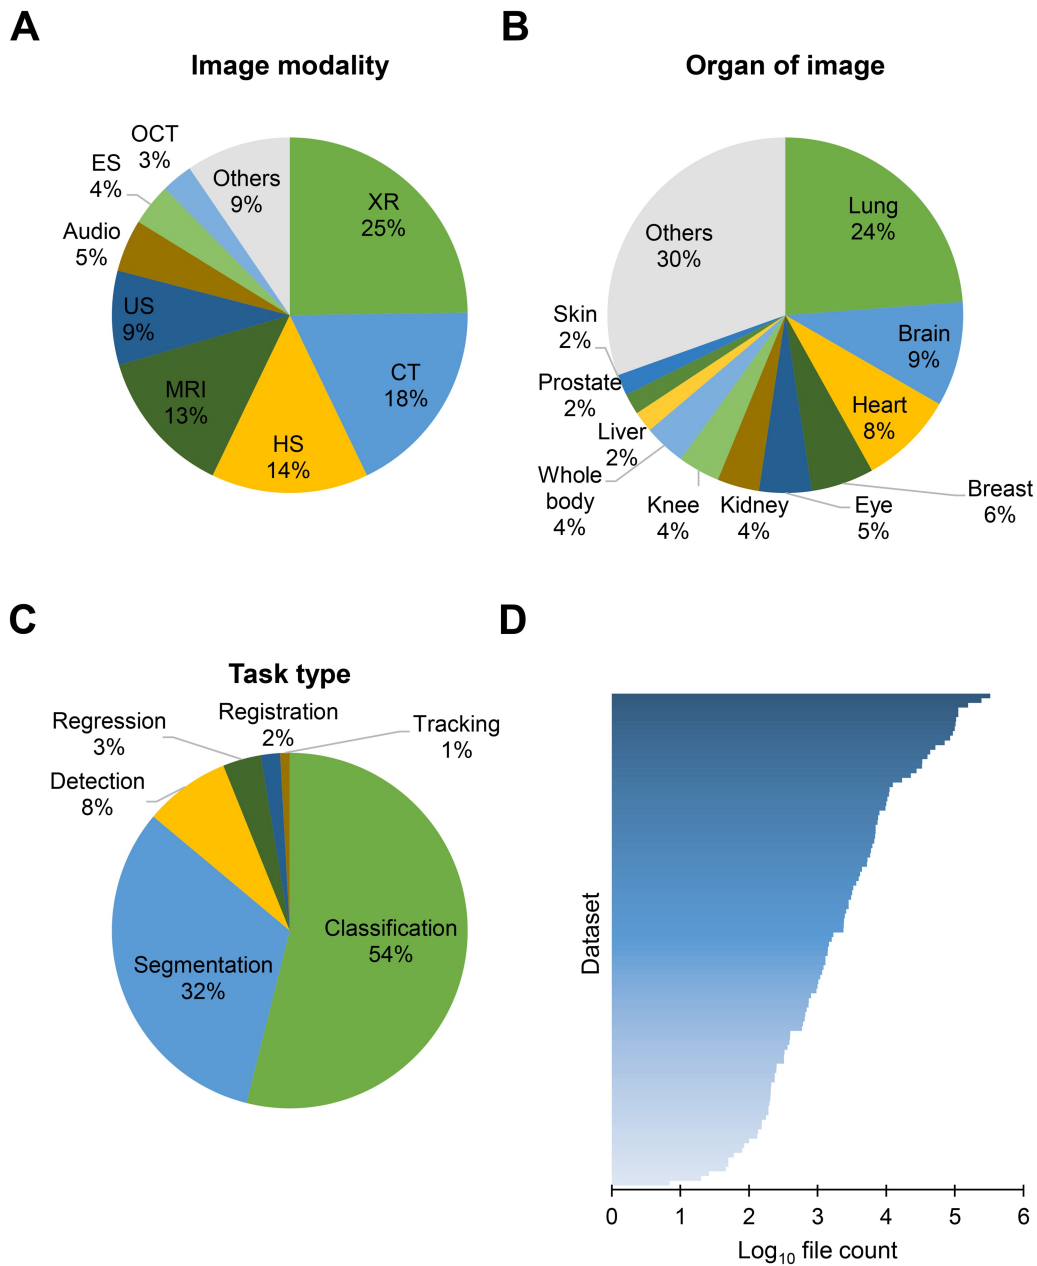 A
Image modality
OCT
3%
ES
4%
Audio
5%
Others
9%
XR
25%
US
9%
CT
18%
MRI
13%
HS
14%
B
Organ of image
Lung
24%
Others
30%
Skin
2%
Brain
9%
Prostate
2%
Heart
8%
Liver
2%
Whole
body
4%
Knee
4%
Kidney
4%
Eye
5%
Breast
6%
C
Task type
Regression
3%
Registration
2%
Tracking
1%
Detection
8%
Classification
54%
Segmentation
32%
D
Dataset
0 1 2 3 4 5 6
Log₁₀ file count